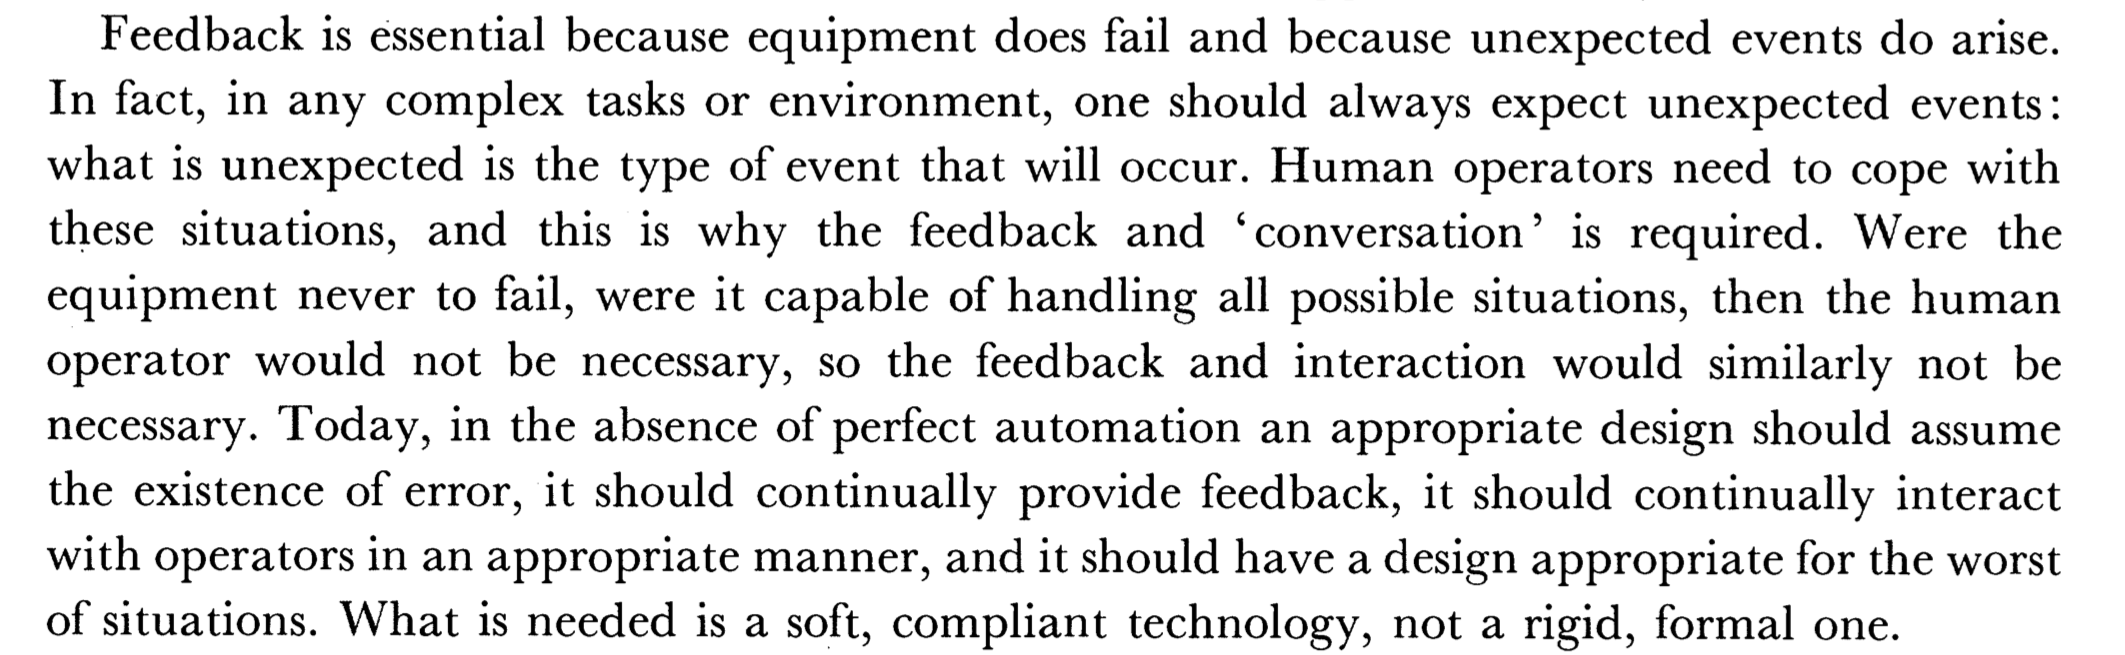 Feedback is essential because equipment does fail and because unexpected events do arise.
In fact, in any complex tasks or environment, one should always expect unexpected events:
what is unexpected is the type of event that will occur. Human operators need to cope with
these situations, and this is why the feedback and ‘conversation’ is required. Were the
equipment never to fail, were it capable of handling all possible situations, then the human
operator would not be necessary, so the feedback and interaction would similarly not be
necessary. Today, in the absence of perfect automation an appropriate design should assume
the existence of error, it should continually provide feedback, it should continually interact
with operators in an appropriate manner, and it should have a design appropriate for the worst
of situations. What is needed is a soft, compliant technology, not a rigid, formal one.